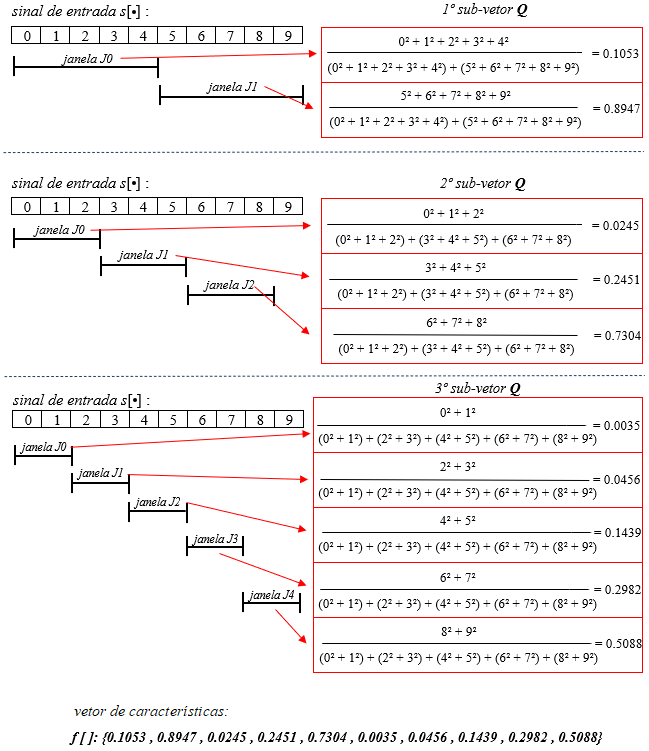 sinal de entrada s[•] :
1º sub-vetor Q
0 1 2 3 4 5 6 7 8 9
janela J0
janela J1
0² + 1² + 2² + 3² + 4²
(0² + 1² + 2² + 3² + 4²) + (5² + 6² + 7² + 8² + 9²)
= 0.1053
5² + 6² + 7² + 8² + 9²
(0² + 1² + 2² + 3² + 4²) + (5² + 6² + 7² + 8² + 9²)
= 0.8947
sinal de entrada s[•] :
2º sub-vetor Q
0 1 2 3 4 5 6 7 8 9
janela J0
janela J1
janela J2
0² + 1² + 2²
(0² + 1² + 2²) + (3² + 4² + 5²) + (6² + 7² + 8²)
= 0.0245
3² + 4² + 5²
(0² + 1² + 2²) + (3² + 4² + 5²) + (6² + 7² + 8²)
= 0.2451
6² + 7² + 8²
(0² + 1² + 2²) + (3² + 4² + 5²) + (6² + 7² + 8²)
= 0.7304
sinal de entrada s[•] :
3º sub-vetor Q
0 1 2 3 4 5 6 7 8 9
janela J0
janela J1
janela J2
janela J3
janela J4
0² + 1²
(0² + 1²) + (2² + 3²) + (4² + 5²) + (6² + 7²) + (8² + 9²)
= 0.0035
2² + 3²
(0² + 1²) + (2² + 3²) + (4² + 5²) + (6² + 7²) + (8² + 9²)
= 0.0456
4² + 5²
(0² + 1²) + (2² + 3²) + (4² + 5²) + (6² + 7²) + (8² + 9²)
= 0.1439
6² + 7²
(0² + 1²) + (2² + 3²) + (4² + 5²) + (6² + 7²) + (8² + 9²)
= 0.2982
8² + 9²
(0² + 1²) + (2² + 3²) + (4² + 5²) + (6² + 7²) + (8² + 9²)
= 0.5088
vetor de características:
f [ ]: {0.1053 , 0.8947 , 0.0245 , 0.2451 , 0.7304 , 0.0035 , 0.0456 , 0.1439 , 0.2982 , 0.5088}